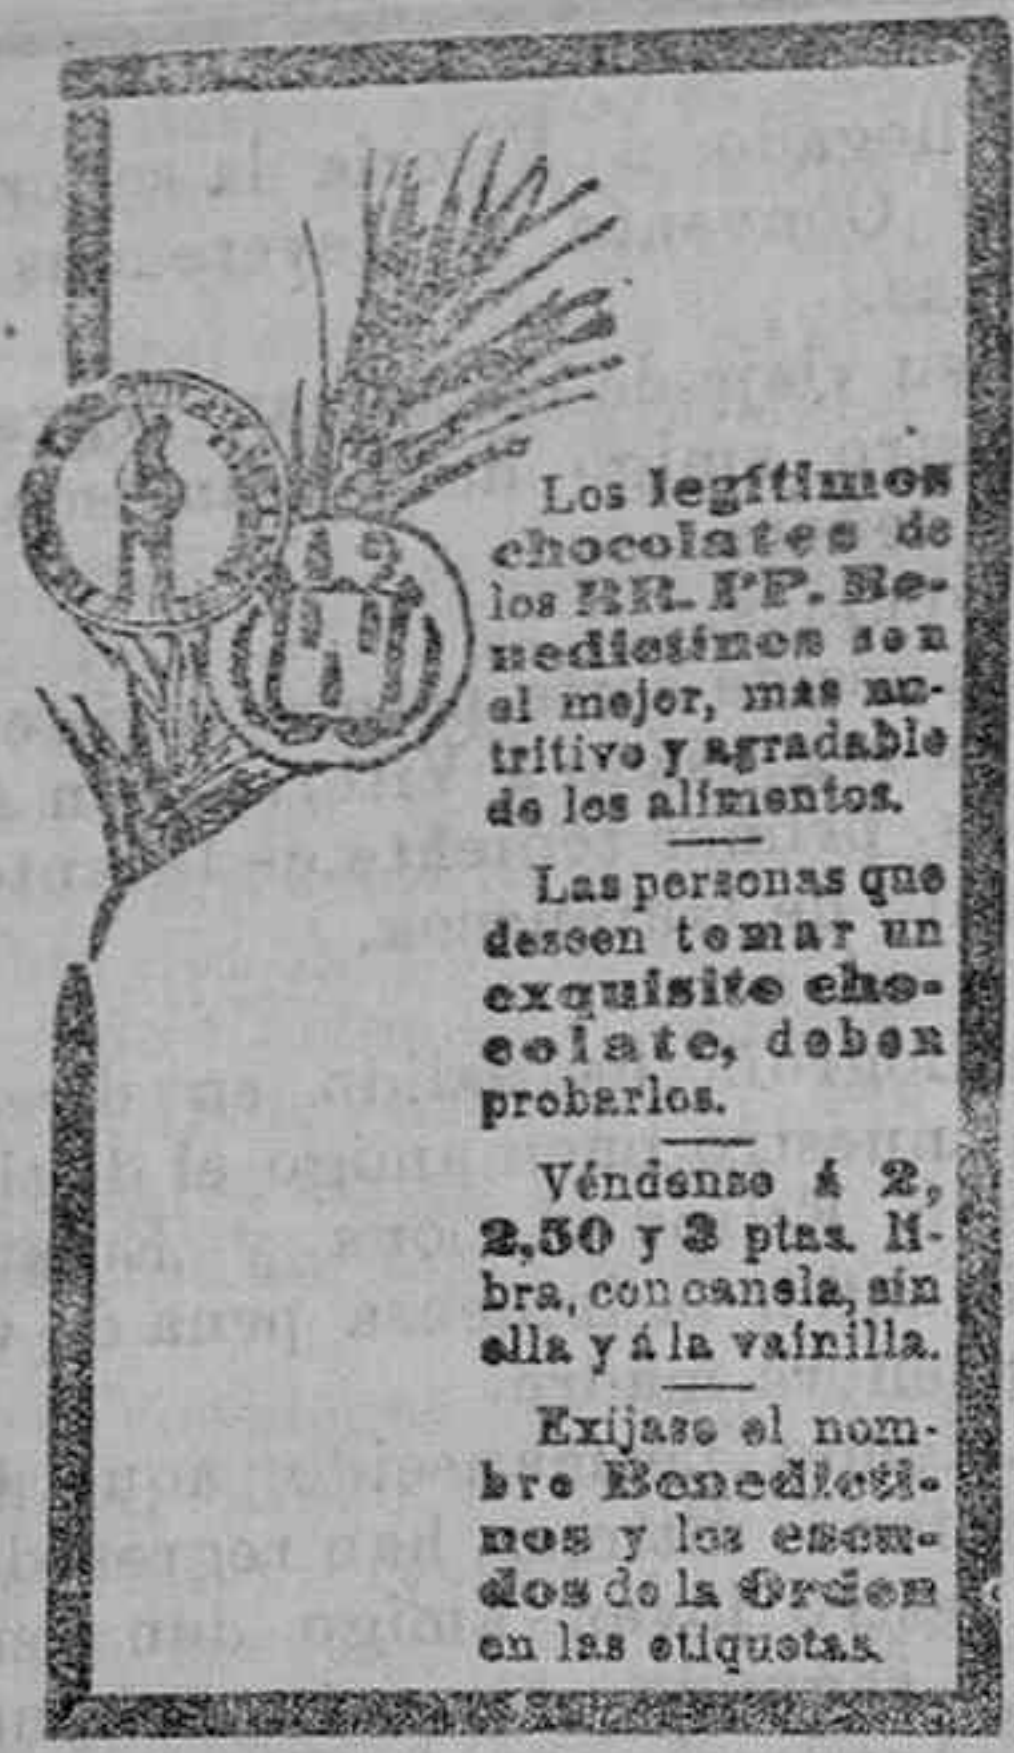 Los legítimos
chocolates de
los RR. PP. Be-
nedictinos son
el mejor, mas nu-
tritivo y agradable
de los alimentos.
Las personas que
deseen tomar un
exquisito cho-
colate, deben
probarlos.
Véndense á 2,
2,50 y 3 ptas. li-
bra, con canela, sin
ella y á la vainilla.
Exijase el nom-
bre Benedicti-
nos y los escu-
dos de la Orden
en las etiquetas.